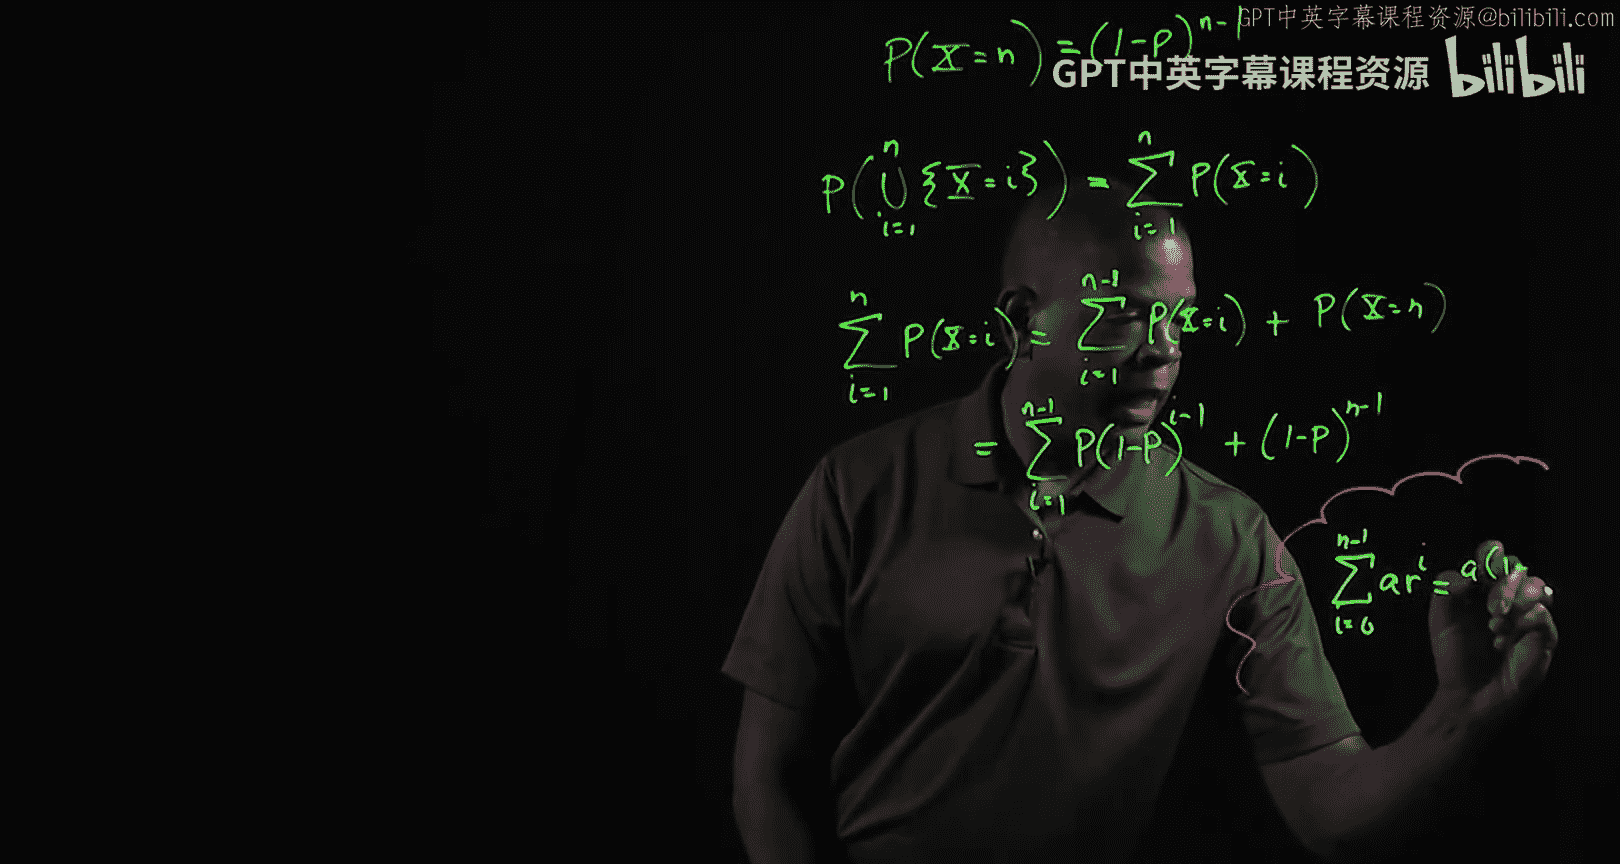 GPT中英字幕课程资源@bilibili.com
P(X=n) = (1-P)^{n-1}
GPT中英字幕课程资源 bilibili
P(⋃_{i=1}^{n} {X=i}) = ∑_{i=1}^{n} P(X=i)
∑_{i=1}^{n} P(X=i) = ∑_{i=1}^{n-1} P(X=i) + P(X=n)
= ∑_{i=1}^{n-1} P(1-P)^{i-1} + (1-P)^{n-1}
∑_{i=0}^{n-1} ar^{i} = a(1-